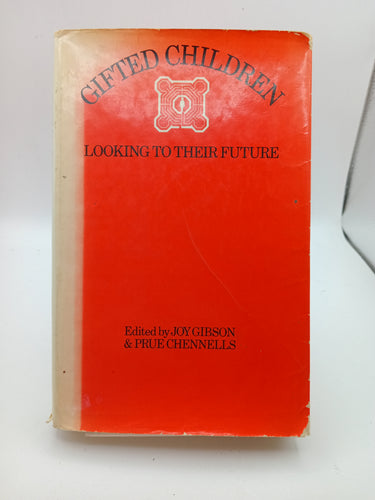 GIFTED CHILDREN
LOOKING TO THEIR FUTURE
Edited by JOY GIBSON
& PRUE CHENNELLS